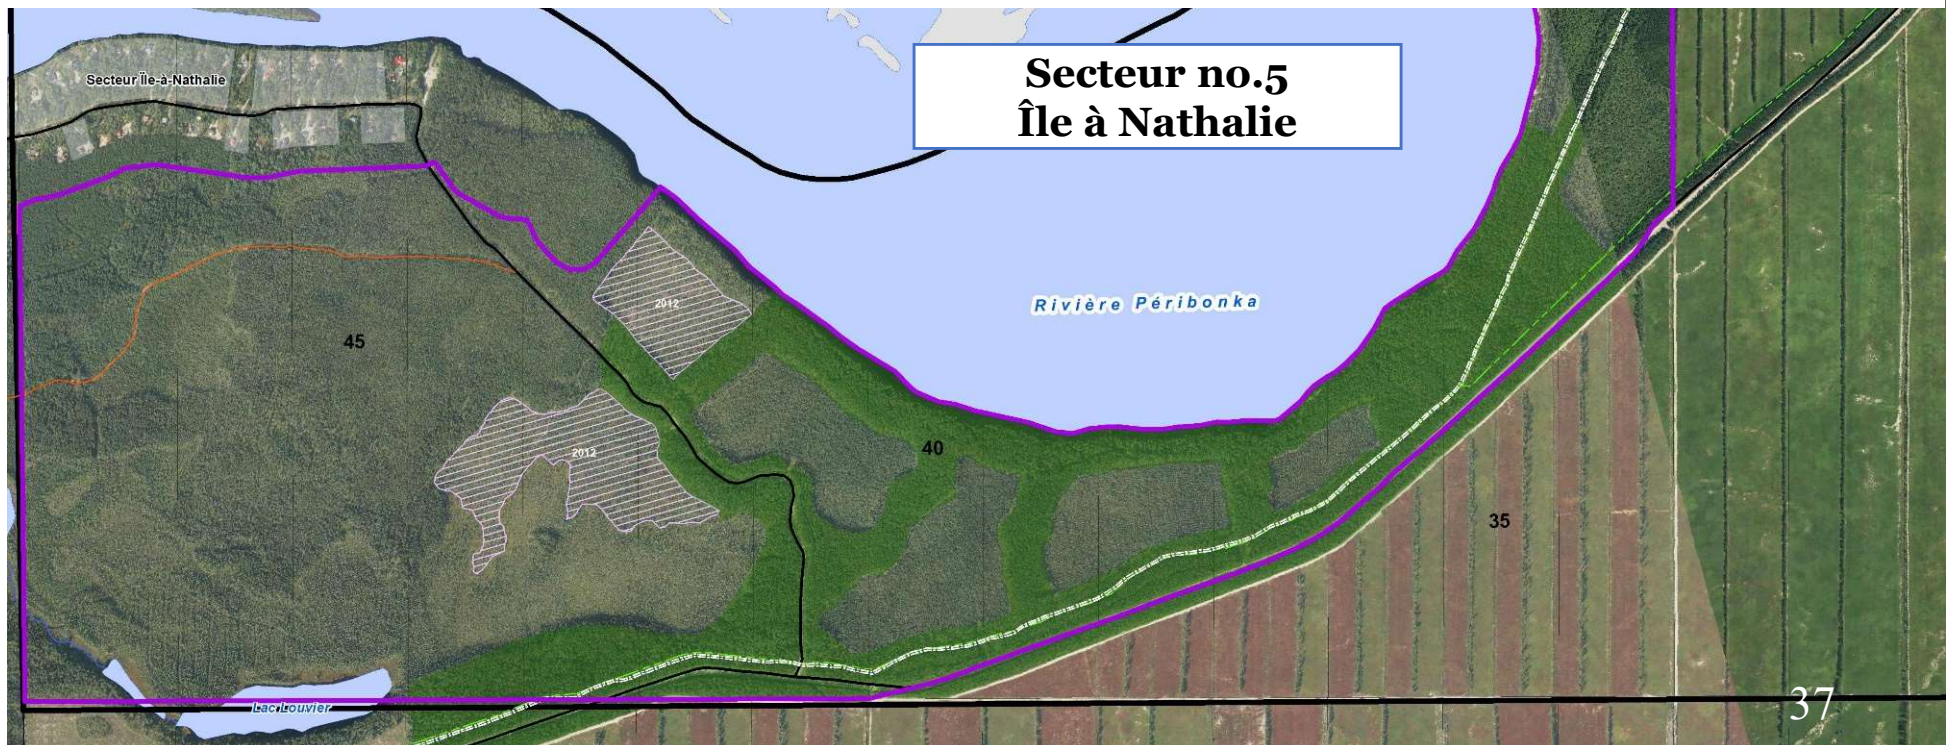 Secteur no.5
Île à Nathalie
Secteur Île-à-Nathalie
2012
Rivière Péribonka
45
40
2012
35
Lac Louvier
37